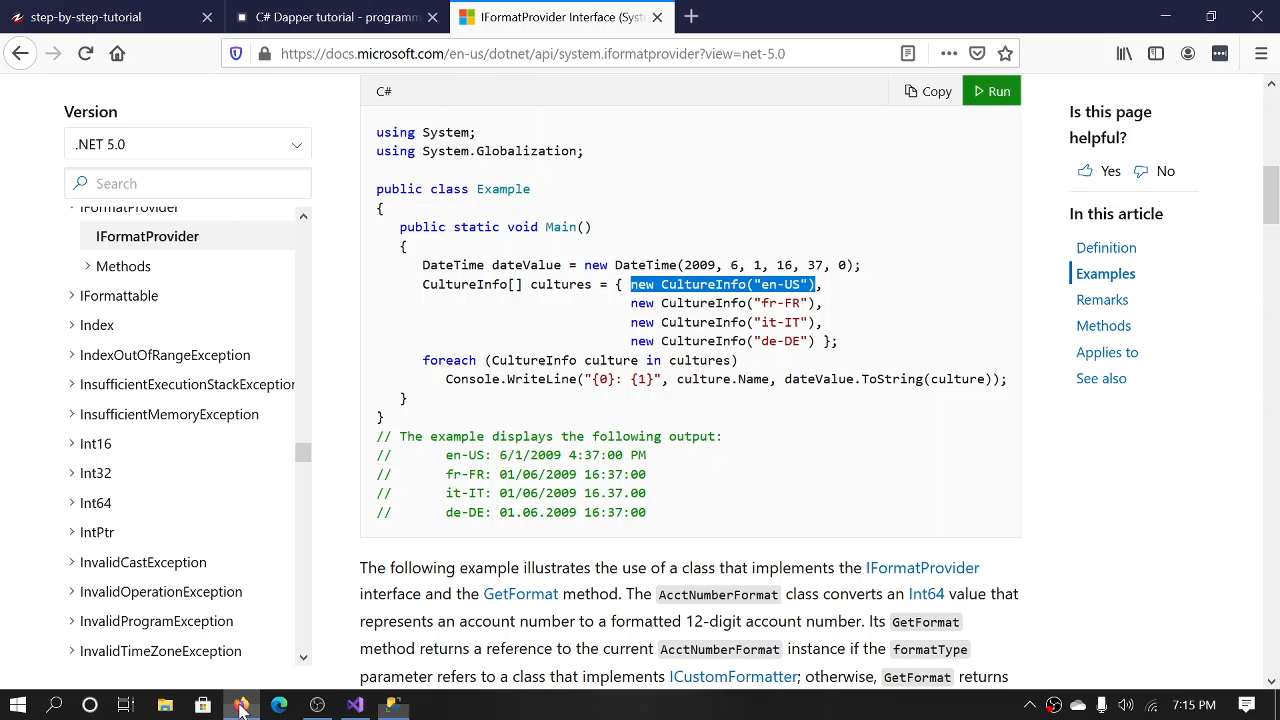 step-by-step-tutorial
C# Dapper tutorial - programm
IFormatProvider Interface (Syst
https://docs.microsoft.com/en-us/dotnet/api/system.iformatprovider?view=net-5.0
Version
.NET 5.0
Search
IFormatProvider
IFormatProvider
Methods
IFormattable
Index
IndexOutOfRangeException
InsufficientExecutionStackException
InsufficientMemoryException
Int16
Int32
Int64
IntPtr
InvalidCastException
InvalidOperationException
InvalidProgramException
InvalidTimeZoneException
C#
Copy
Run
using System;
using System.Globalization;
public class Example
{
public static void Main()
{
DateTime dateValue = new DateTime(2009, 6, 1, 16, 37, 0);
CultureInfo[] cultures = { new CultureInfo("en-US"),
new CultureInfo("fr-FR"),
new CultureInfo("it-IT"),
new CultureInfo("de-DE") };
foreach (CultureInfo culture in cultures)
Console.WriteLine("{0}: {1}", culture.Name, dateValue.ToString(culture));
}
}
// The example displays the following output:
// en-US: 6/1/2009 4:37:00 PM
// fr-FR: 01/06/2009 16:37:00
// it-IT: 01/06/2009 16.37.00
// de-DE: 01.06.2009 16:37:00
The following example illustrates the use of a class that implements the IFormatProvider
interface and the GetFormat method. The AcctNumberFormat class converts an Int64 value that
represents an account number to a formatted 12-digit account number. Its GetFormat
method returns a reference to the current AcctNumberFormat instance if the formatType
parameter refers to a class that implements ICustomFormatter; otherwise, GetFormat returns
Is this page
helpful?
Yes
No
In this article
Definition
Examples
Remarks
Methods
Applies to
See also
7:15 PM